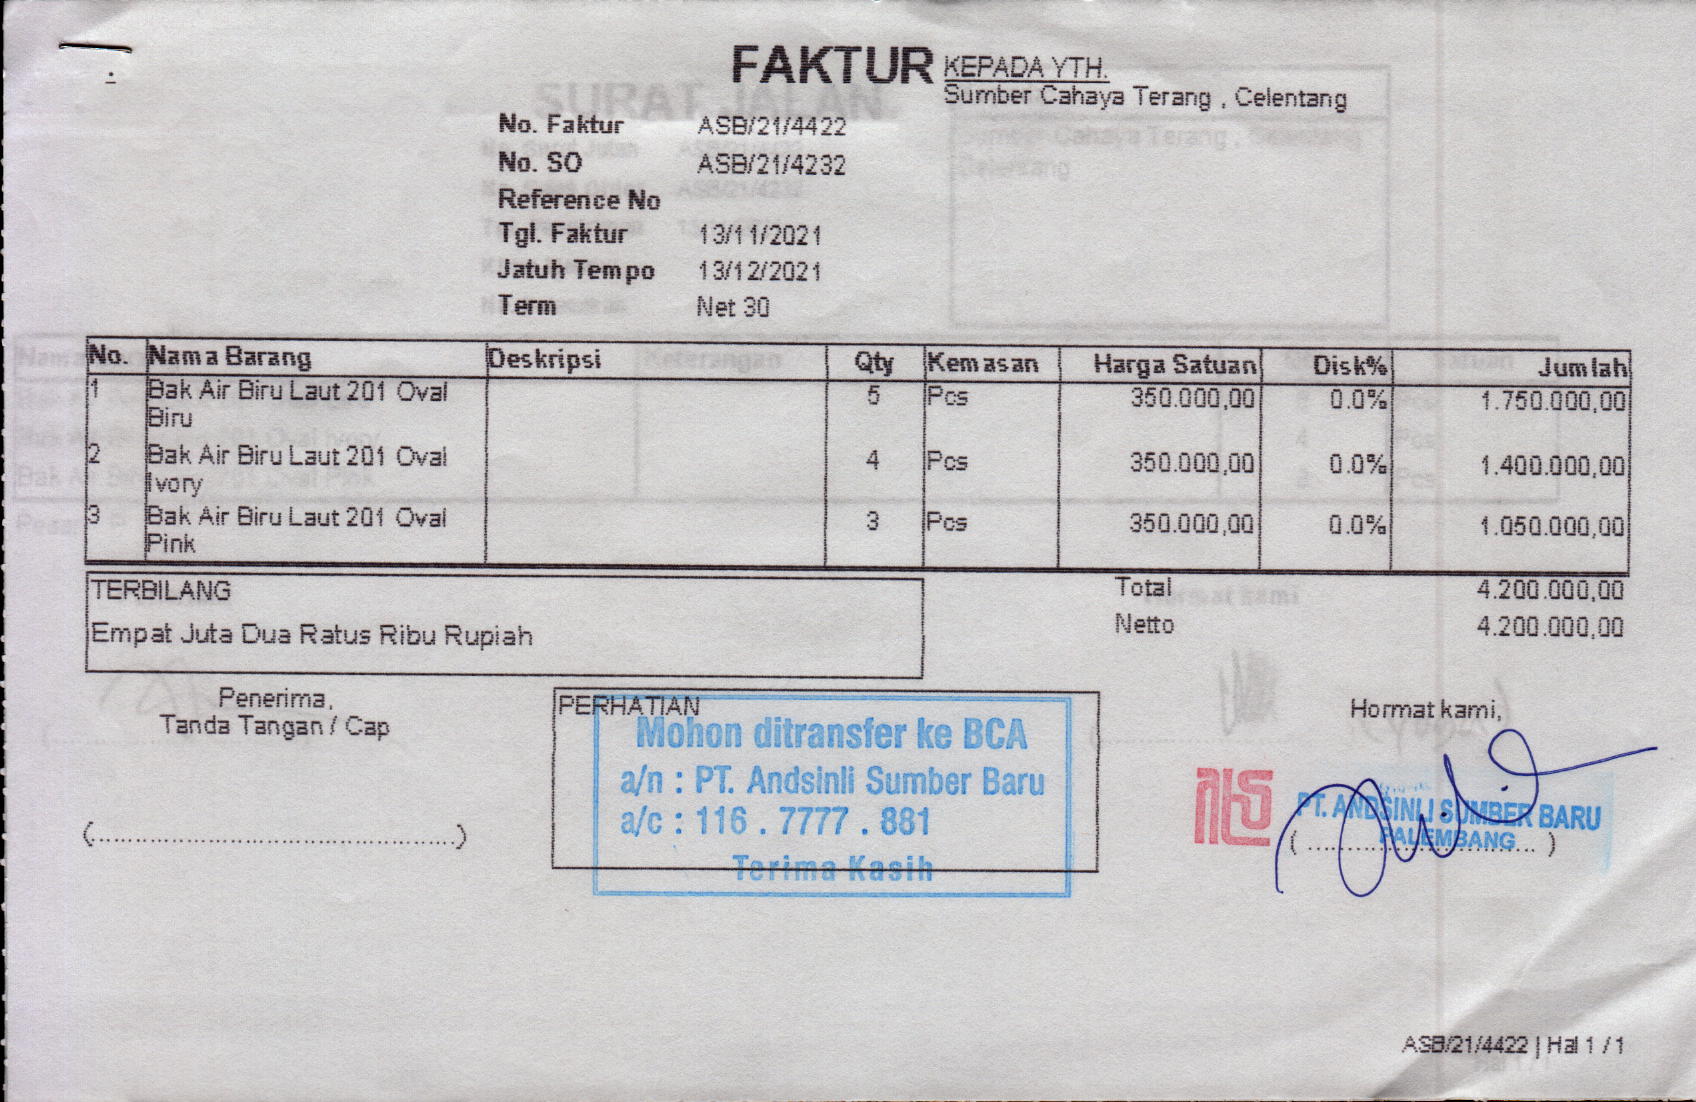 FAKTUR
KEPADA YTH.
Sumber Cahaya Terang , Celentang
No. Faktur ASB/21/4422
No. SO ASB/21/4232
Reference No
Tgl. Faktur 13/11/2021
Jatuh Tempo 13/12/2021
Term Net 30
No. Nama Barang Deskripsi Qty Kemasan Harga Satuan Disk% Jumlah
1 Bak Air Biru Laut 201 Oval 5 Pcs 350.000,00 0.0% 1.750.000,00
Biru
2 Bak Air Biru Laut 201 Oval 4 Pcs 350.000,00 0.0% 1.400.000,00
Ivory
3 Bak Air Biru Laut 201 Oval 3 Pcs 350.000,00 0.0% 1.050.000,00
Pink
TERBILANG
Empat Juta Dua Ratus Ribu Rupiah
Total 4.200.000,00
Netto 4.200.000,00
Penerima,
Tanda Tangan / Cap
(............................................)
PERHATIAN
Mohon ditransfer ke BCA
a/n : PT. Andsinli Sumber Baru
a/c : 116 . 7777 . 881
Terima Kasih
Hormat kami,
PT. ANDSINLI SUMBER BARU
PALEMBANG
( ............................ )
ASB/21/4422 | Hal 1 / 1